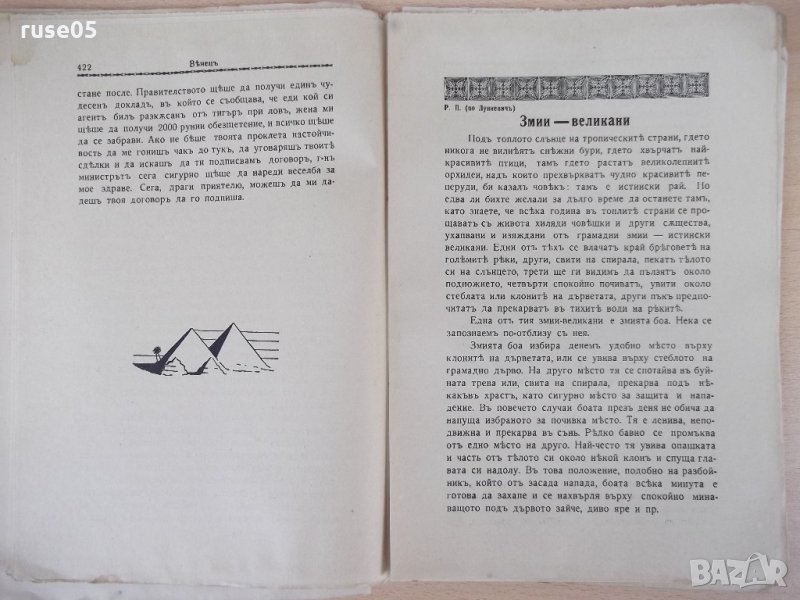 ruse05
422
Вѣнецъ
стане после. Правителството щѣше да получи единъ чу-
десенъ докладъ, въ който се съобщава, че еди кой си
агентъ билъ разкѫсанъ отъ тигъръ при ловъ, жена ми
щѣше да получи 2000 рупии обезщетение, и всичко щѣше
да се забрави. Ако не бѣше твоята проклета настойчи-
вость да ме гонишъ чакъ до тукъ, да уговаряшъ твоитѣ
сделки и да искашъ да ти подписвамъ договоръ, г-нъ
министрътъ сега сигурно щѣше да нареди веселба за
мое здраве. Сега, драги приятелю, можешъ да ми да-
дешъ твоя договоръ да го подпиша.
Р. П. (по Лункевичъ)
Змии — великани
Подъ топлото слънце на тропическитѣ страни, гдето
никога не вилнѣятъ снѣжни бури, гдето хвърчатъ най-
красивитѣ птици, тамъ гдето растатъ великолепнитѣ
орхидеи, надъ които прехвъркватъ чудно красивитѣ пе-
перуди, би казалъ човѣкъ: тамъ е истински рай. Но
едва ли бихте желали за дълго време да останете тамъ,
като знаете, че всѣка година въ топлитѣ страни се про-
щаватъ съ живота хиляди човѣшки и други сѫщества,
ухапвани и изяждани отъ грамадни змии — истински
великани. Едни отъ тѣхъ се влачатъ край брѣговетѣ на
голѣмитѣ рѣки, други, свити на спирала, пекатъ тѣлото
си на слънцето, трети ще ги видимъ да пълзятъ около
подножието, четвърти спокойно почиватъ, увити около
стеблата или клонитѣ на дърветата, други пъкъ предпо-
читатъ да прекарватъ въ тихитѣ води на рѣкитѣ.
Една отъ тия змии-великани е змията боа. Нека се
запознаемъ по-отблизу съ нея.
Змията боа избира денемъ удобно мѣсто върху
клонитѣ на дърветата, или се увива върху стеблото на
грамадно дърво. На друго мѣсто тя се спотайва въ буй-
ната трева или, свита на спирала, прекарва подъ нѣ-
какъвъ храстъ, като сигурно мѣсто за защита и напа-
дение. Въ повечето случаи боата презъ деня не обича да
напуща избраното за почивка мѣсто. Тя е ленива, непо-
движна и прекарва въ сънь. Рѣдко бавно се промъква
отъ едно мѣсто на друго. Най-често тя увива опашката
и часть отъ тѣлото си около нѣкой клонъ и спуща гла-
вата си надолу. Въ това положение, подобно на разбой-
никъ, който отъ засада напада, боата всѣка минута е
готова да захапе и се нахвърля върху спокойно мина-
ващото подъ дървото зайче, диво яре и пр.
BAZAR